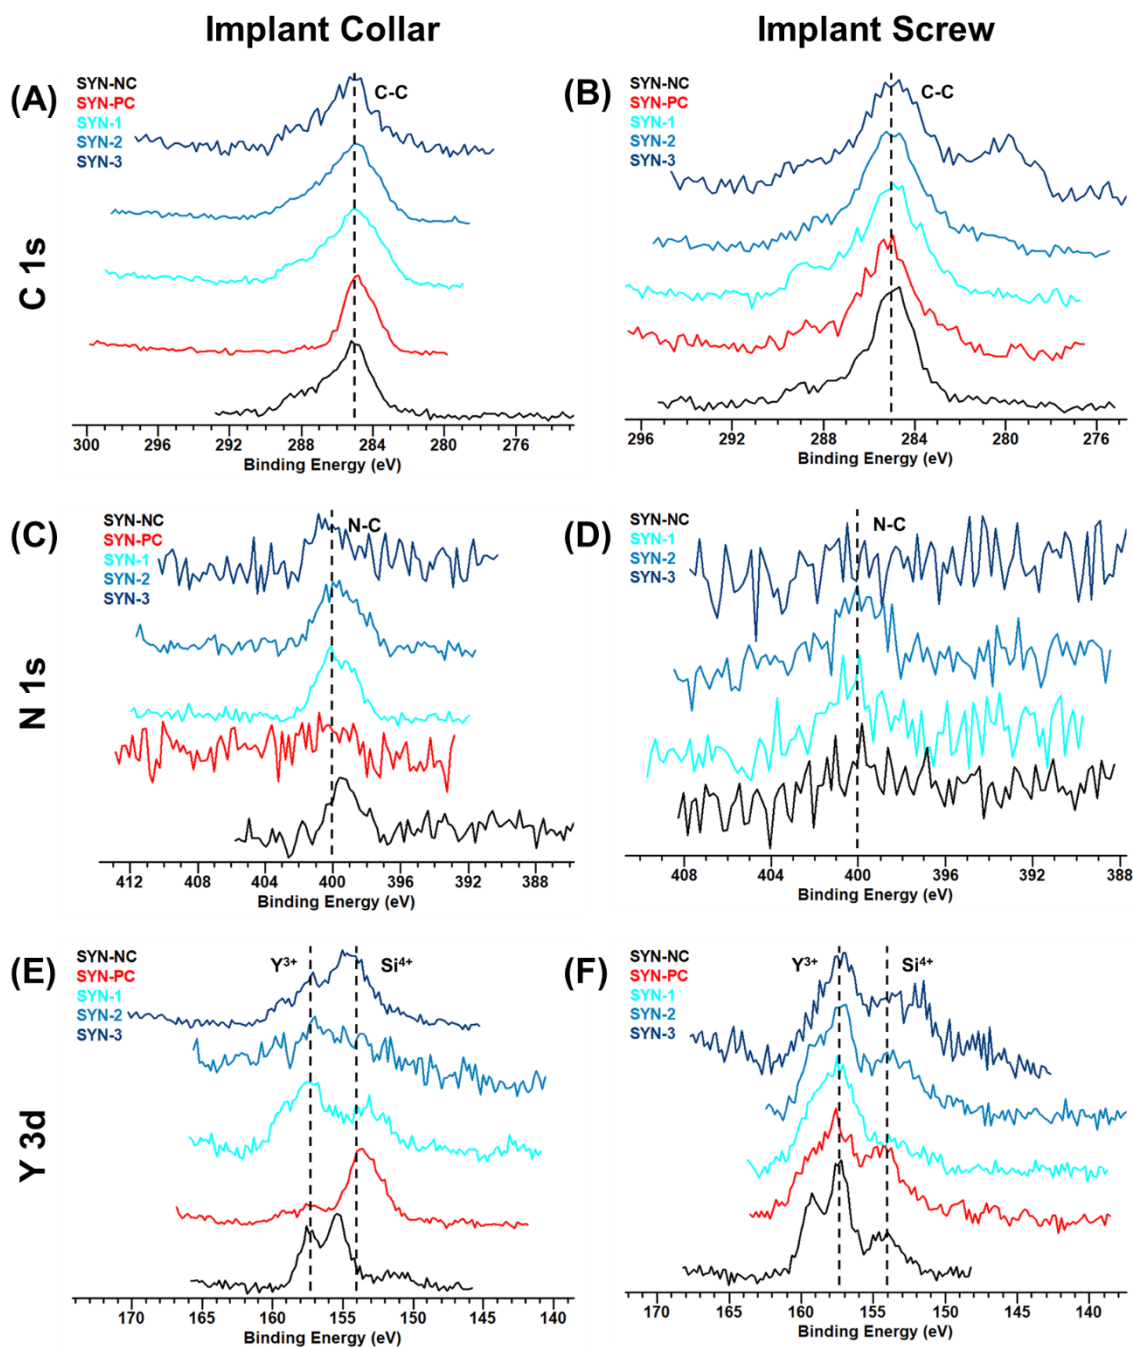 Implant Collar
Implant Screw
(A)
SYN-NC
SYN-PC
SYN-1
SYN-2
SYN-3
C-C
C 1s
300 296 292 288 284 280 276
Binding Energy (eV)
(B)
SYN-NC
SYN-PC
SYN-1
SYN-2
SYN-3
C-C
296 292 288 284 280 276
Binding Energy (eV)
(C)
SYN-NC
SYN-PC
SYN-1
SYN-2
SYN-3
N-C
N 1s
412 408 404 400 396 392 388
Binding Energy (eV)
(D)
SYN-NC
SYN-1
SYN-2
SYN-3
N-C
408 404 400 396 392 388
Binding Energy (eV)
(E)
SYN-NC
SYN-PC
SYN-1
SYN-2
SYN-3
Y³⁺
Si⁴⁺
Y 3d
170 165 160 155 150 145 140
Binding Energy (eV)
(F)
SYN-NC
SYN-PC
SYN-1
SYN-2
SYN-3
Y³⁺
Si⁴⁺
170 165 160 155 150 145 140
Binding Energy (eV)